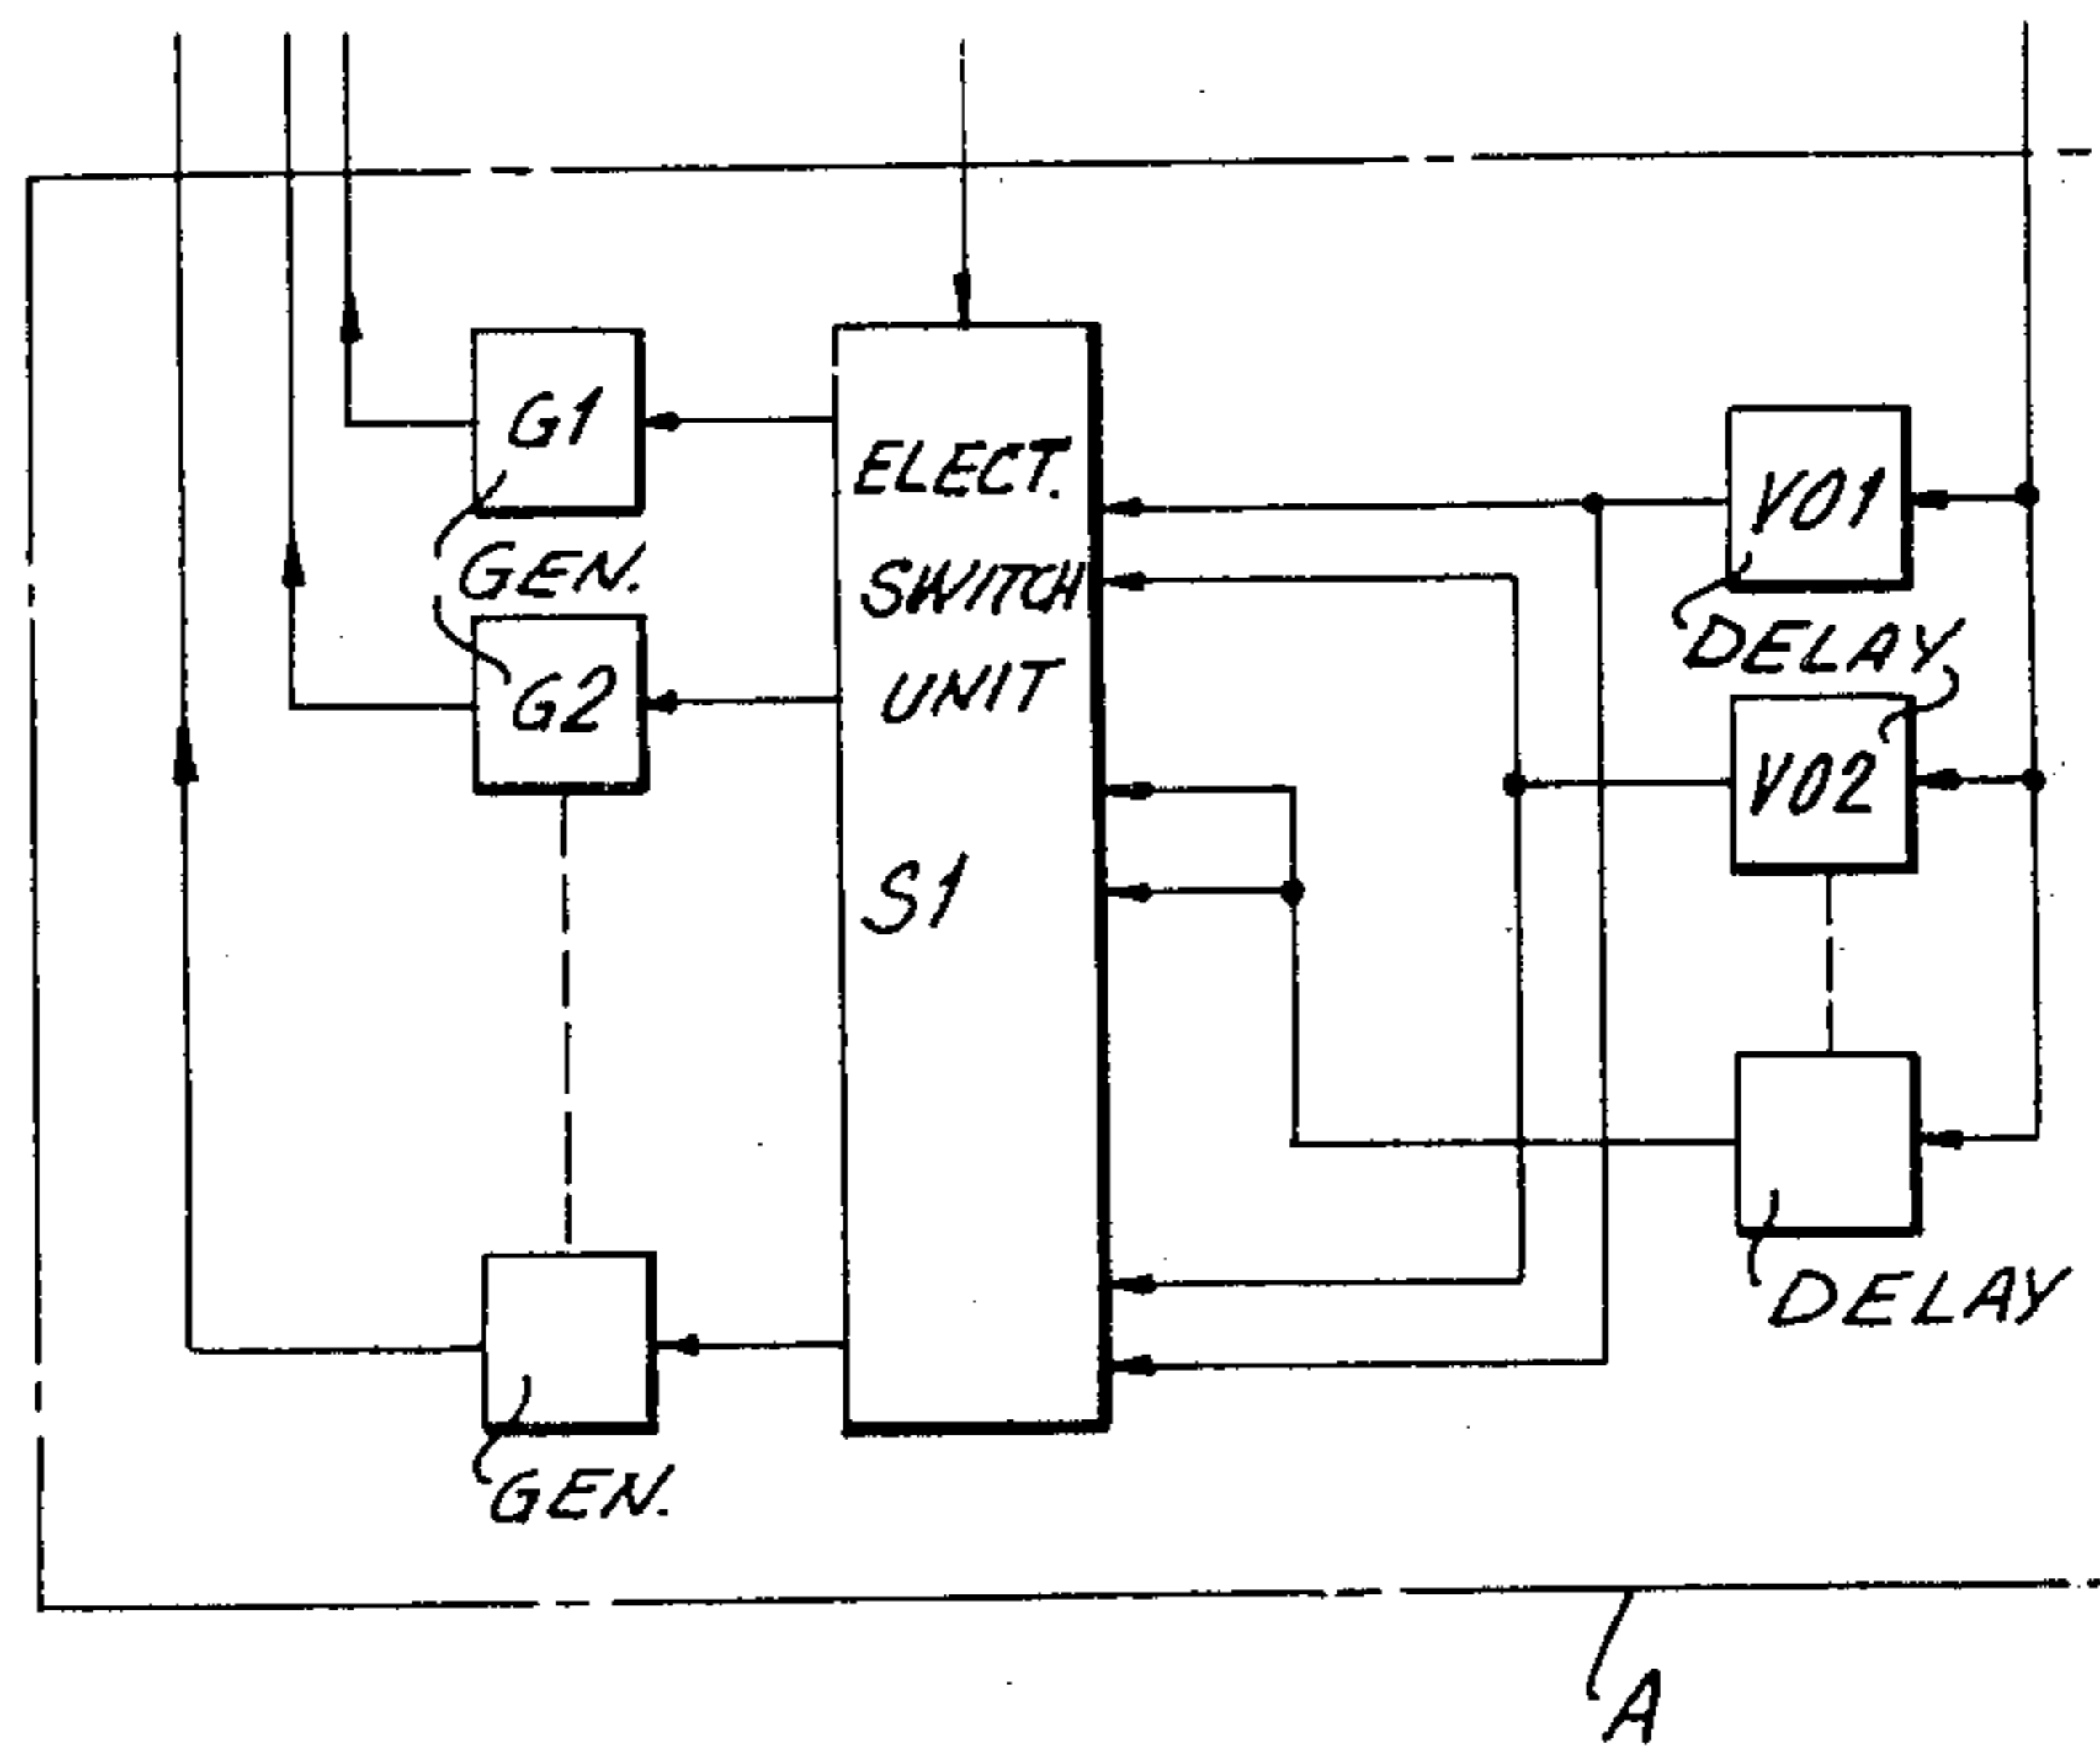 G1
GEN.
G2
GEN.
ELECT.
SWITCH
UNIT
S1
V01
DELAY
V02
DELAY
A